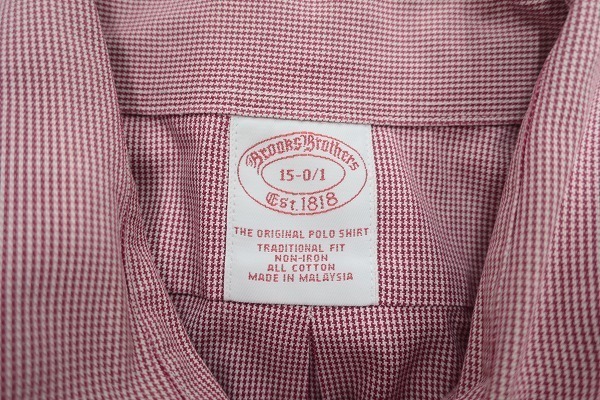 Brooks Brothers
15-0/1
Est. 1818
THE ORIGINAL POLO SHIRT
TRADITIONAL FIT
NON-IRON
ALL COTTON
MADE IN MALAYSIA